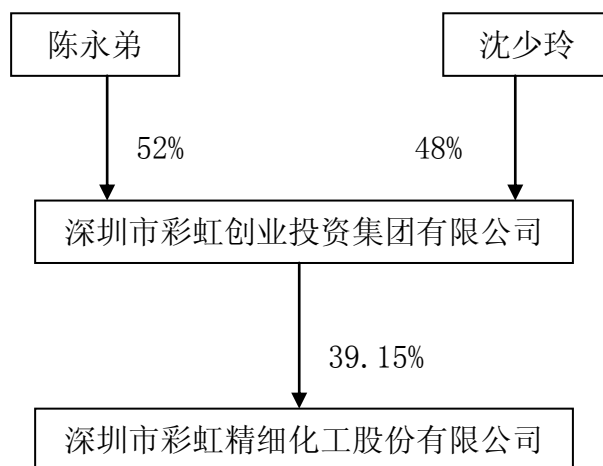 陈永弟
沈少玲
52%
48%
深圳市彩虹创业投资集团有限公司
39.15%
深圳市彩虹精细化工股份有限公司